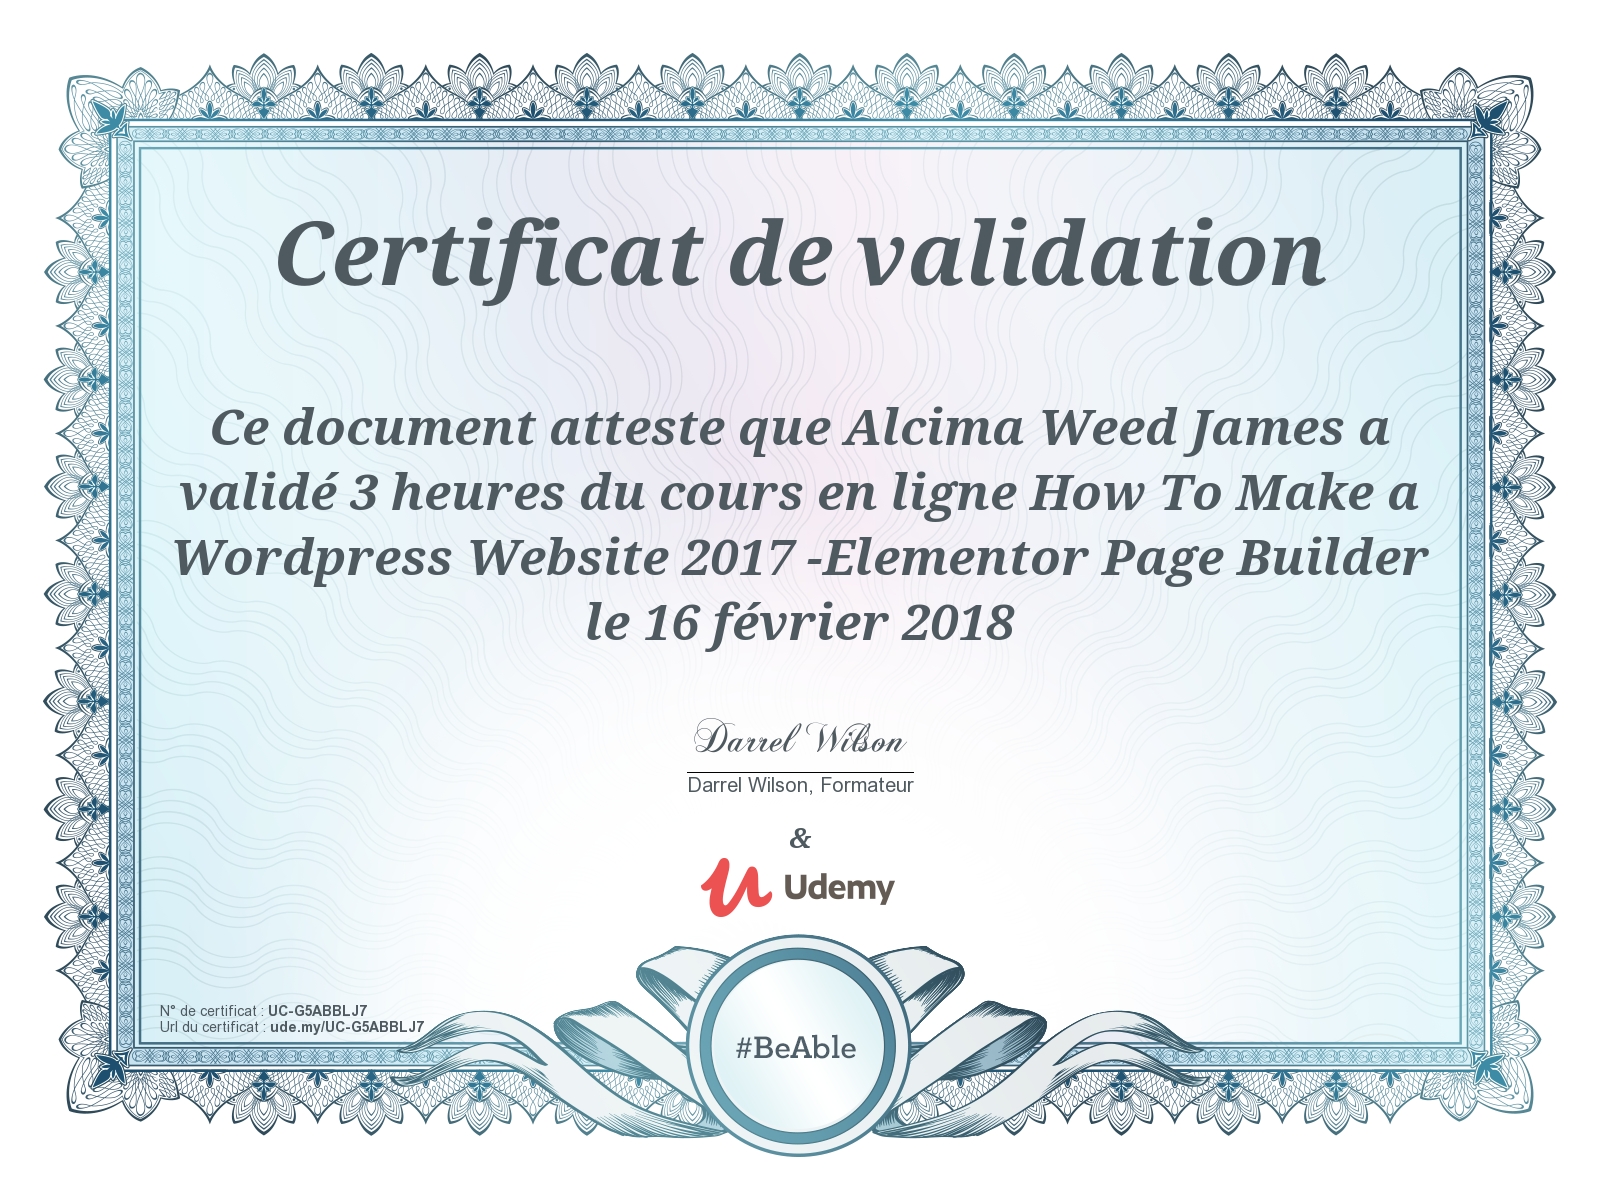 Certificat de validation
Ce document atteste que Alcima Weed James a
validé 3 heures du cours en ligne How To Make a
Wordpress Website 2017 -Elementor Page Builder
le 16 février 2018
Darrel Wilson
Darrel Wilson, Formateur
&
Udemy
N° de certificat : UC-G5ABBLJ7
Url du certificat : ude.my/UC-G5ABBLJ7
#BeAble